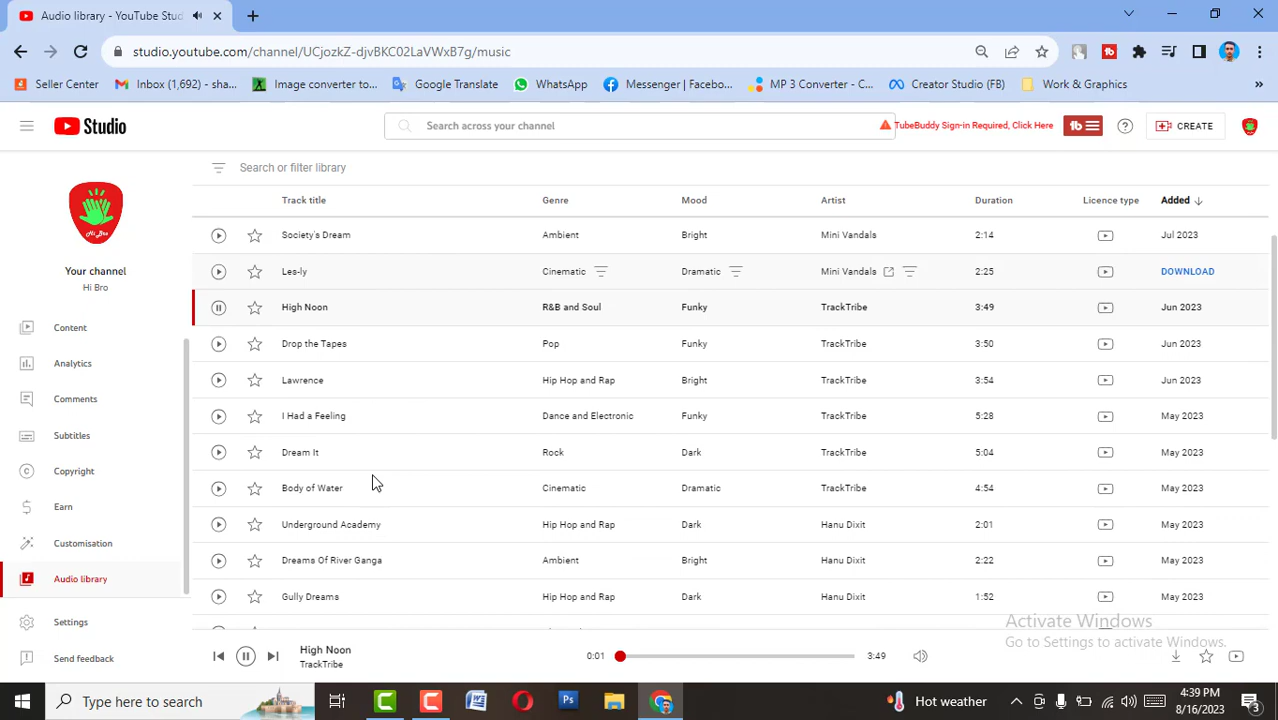 Audio library - YouTube Stud
studio.youtube.com/channel/UCjozkZ-djvBKC02LaVWxB7g/music
Seller Center
Inbox (1,692) - sha...
Image converter to...
Google Translate
WhatsApp
Messenger | Facebo...
MP 3 Converter - C...
Creator Studio (FB)
Work & Graphics
»
Studio
Search across your channel
TubeBuddy Sign-in Required, Click Here
tb
CREATE
Hi Bro
Your channel
Hi Bro
Content
Analytics
Comments
Subtitles
Copyright
Earn
Customisation
Audio library
Settings
Send feedback
Search or filter library
Track title Genre Mood Artist Duration Licence type Added
Society's Dream Ambient Bright Mini Vandals 2:14 Jul 2023
Les-ly Cinematic Dramatic Mini Vandals 2:25 DOWNLOAD
High Noon R&B and Soul Funky TrackTribe 3:49 Jun 2023
Drop the Tapes Pop Funky TrackTribe 3:50 Jun 2023
Lawrence Hip Hop and Rap Bright TrackTribe 3:54 Jun 2023
I Had a Feeling Dance and Electronic Funky TrackTribe 5:28 May 2023
Dream It Rock Dark TrackTribe 5:04 May 2023
Body of Water Cinematic Dramatic TrackTribe 4:54 May 2023
Underground Academy Hip Hop and Rap Dark Hanu Dixit 2:01 May 2023
Dreams Of River Ganga Ambient Bright Hanu Dixit 2:22 May 2023
Gully Dreams Hip Hop and Rap Dark Hanu Dixit 1:52 May 2023
Activate Windows
Go to Settings to activate Windows.
High Noon
TrackTribe
0:01
3:49
Type here to search
W
Ps
Hot weather
4:39 PM
8/16/2023
3